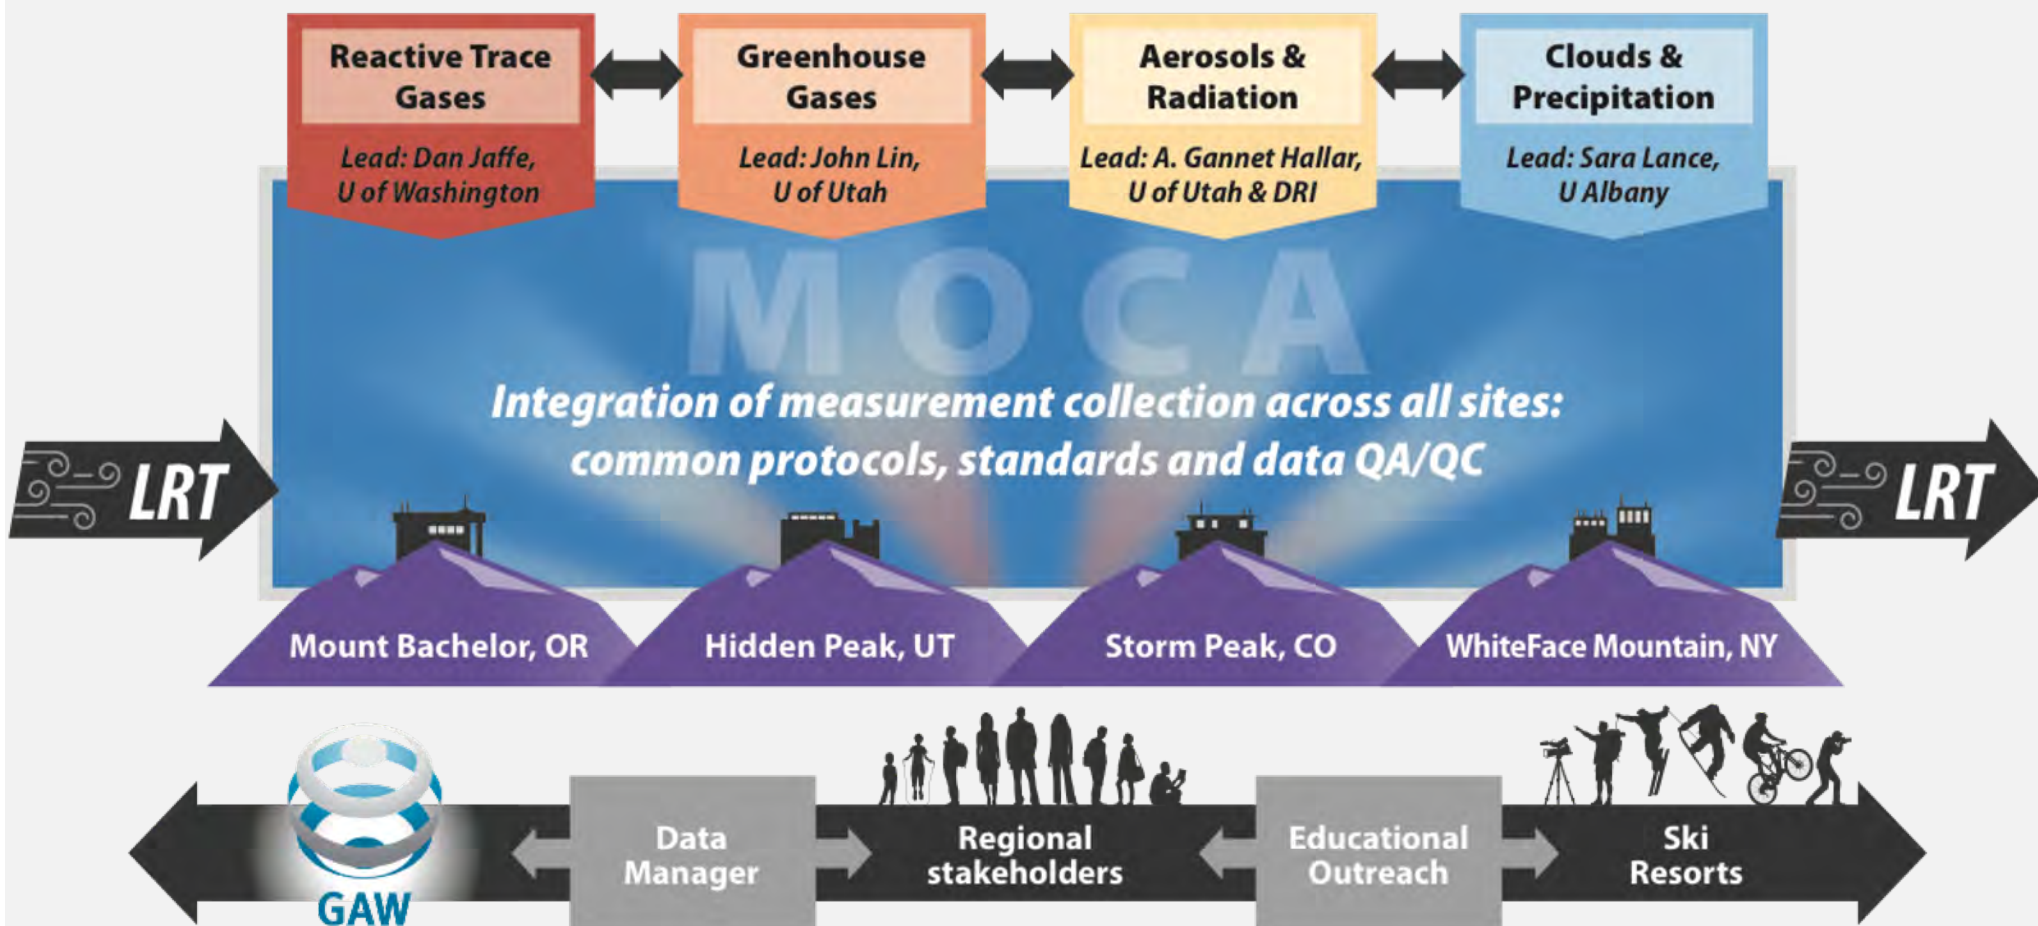 Reactive Trace
Gases
Lead: Dan Jaffe,
U of Washington
Greenhouse
Gases
Lead: John Lin,
U of Utah
Aerosols &
Radiation
Lead: A. Gannet Hallar,
U of Utah & DRI
Clouds &
Precipitation
Lead: Sara Lance,
U Albany
MOCA
Integration of measurement collection across all sites:
common protocols, standards and data QA/QC
LRT
LRT
Mount Bachelor, OR
Hidden Peak, UT
Storm Peak, CO
WhiteFace Mountain, NY
GAW
Data
Manager
Regional
stakeholders
Educational
Outreach
Ski
Resorts